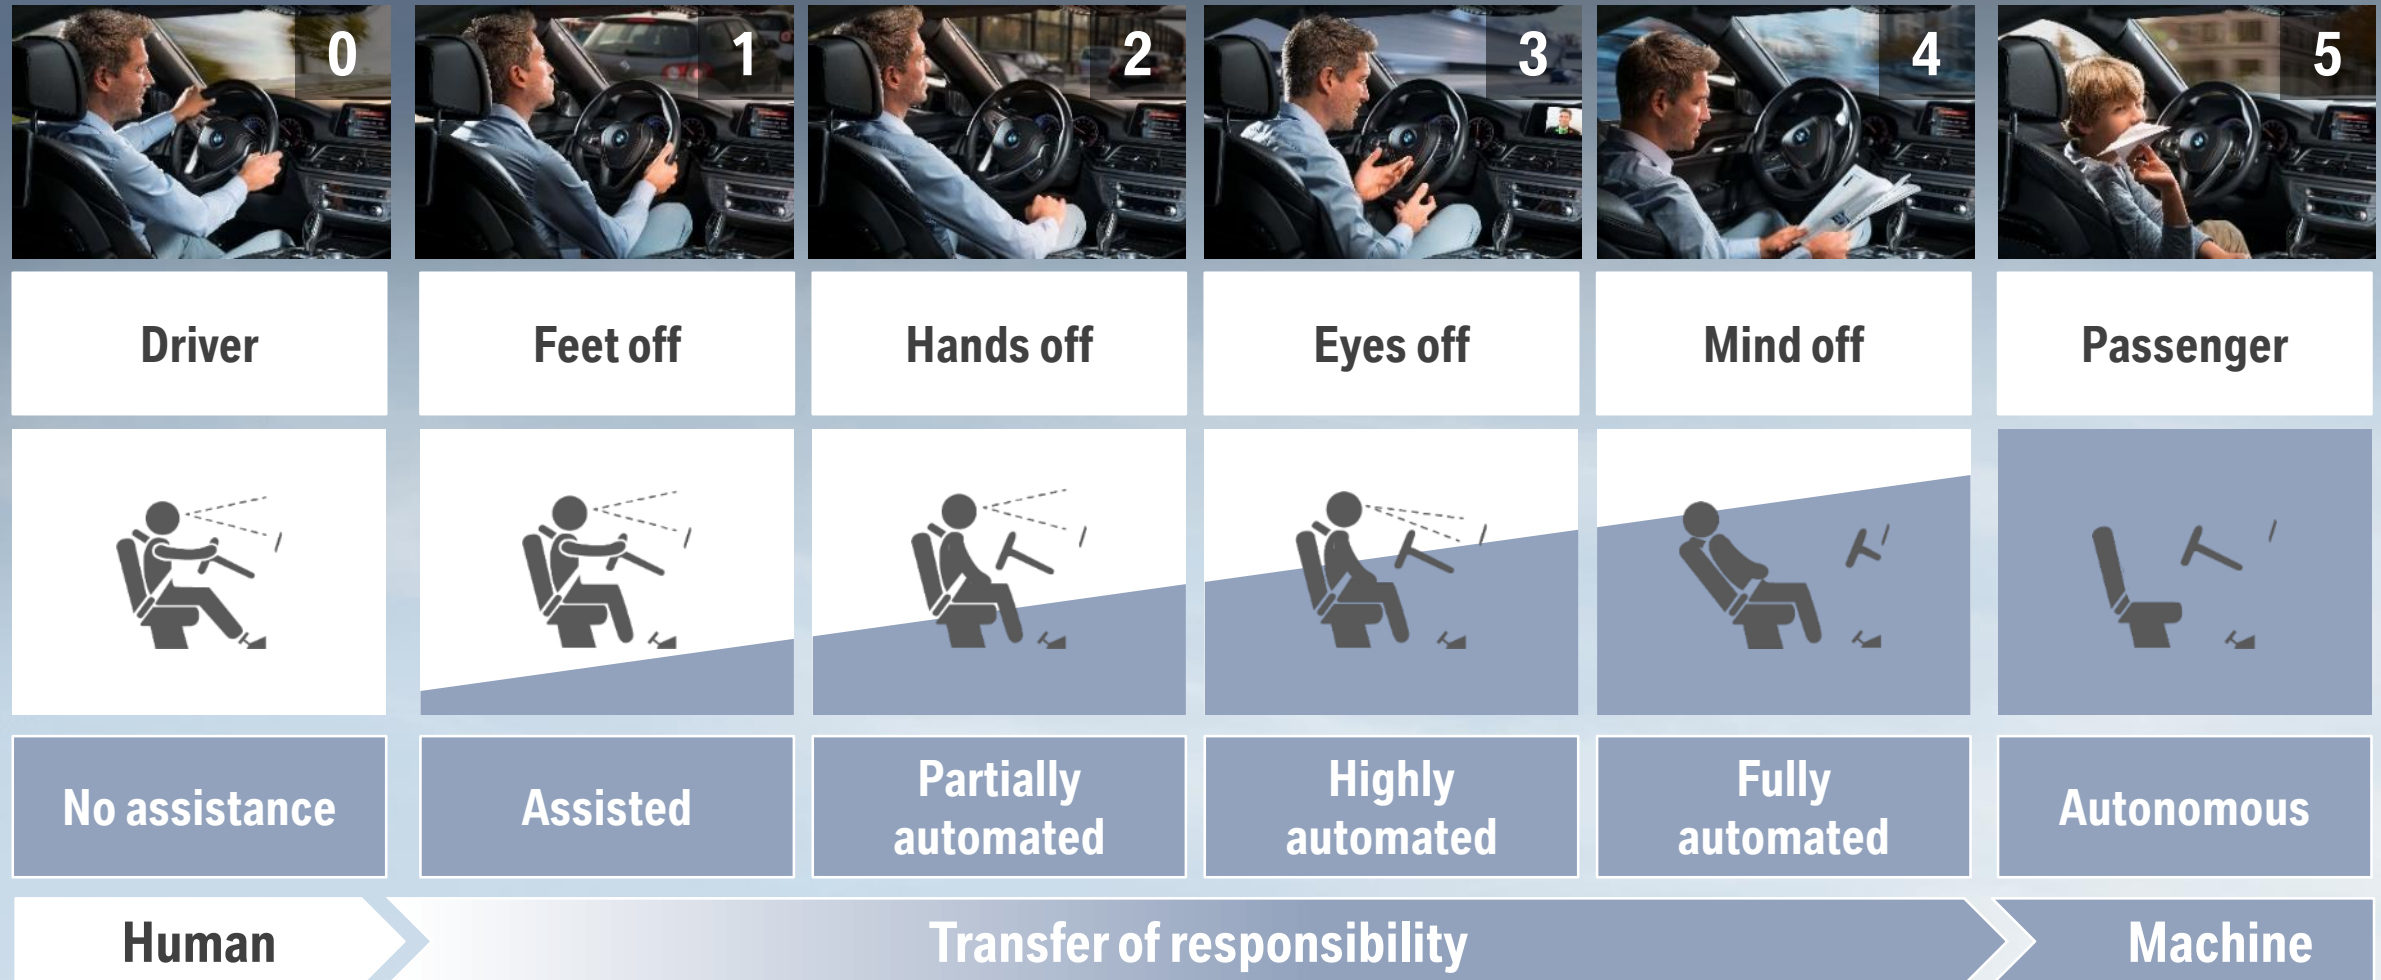 0
1
2
3
4
5
Driver
Feet off
Hands off
Eyes off
Mind off
Passenger
No assistance
Assisted
Partially
automated
Highly
automated
Fully
automated
Autonomous
Human
Transfer of responsibility
Machine